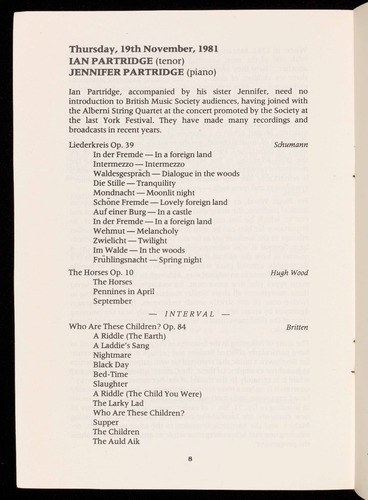 Thursday, 19th November, 1981
IAN PARTRIDGE (tenor)
JENNIFER PARTRIDGE (piano)
Ian Partridge, accompanied by his sister Jennifer, need no
introduction to British Music Society audiences, having joined with
the Alberni String Quartet at the concert promoted by the Society at
the last York Festival. They have made many recordings and
broadcasts in recent years.
Liederkreis Op. 39 Schumann
In der Fremde — In a foreign land
Intermezzo — Intermezzo
Waldesgespräch — Dialogue in the woods
Die Stille — Tranquility
Mondnacht — Moonlit night
Schöne Fremde — Lovely foreign land
Auf einer Burg — In a castle
In der Fremde — In a foreign land
Wehmut — Melancholy
Zwielicht — Twilight
Im Walde — In the woods
Frühlingsnacht — Spring night
The Horses Op. 10 Hugh Wood
The Horses
Pennines in April
September
— INTERVAL —
Who Are These Children? Op. 84 Britten
A Riddle (The Earth)
A Laddie's Sang
Nightmare
Black Day
Bed-Time
Slaughter
A Riddle (The Child You Were)
The Larky Lad
Who Are These Children?
Supper
The Children
The Auld Aik
8